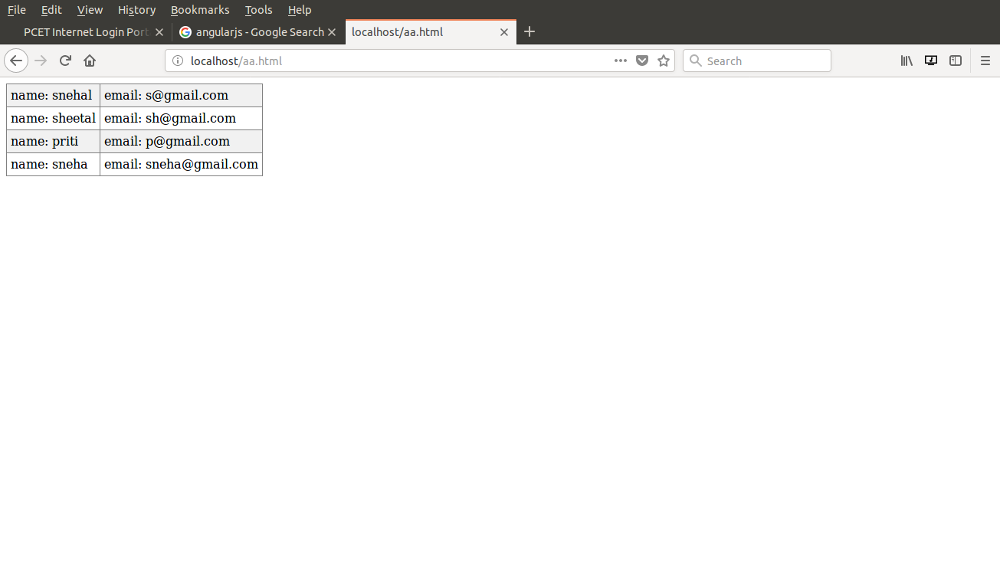 File Edit View History Bookmarks Tools Help
PCET Internet Login Port angularjs - Google Search localhost/aa.html
localhost/aa.html Search
name: snehal email: s@gmail.com
name: sheetal email: sh@gmail.com
name: priti email: p@gmail.com
name: sneha email: sneha@gmail.com